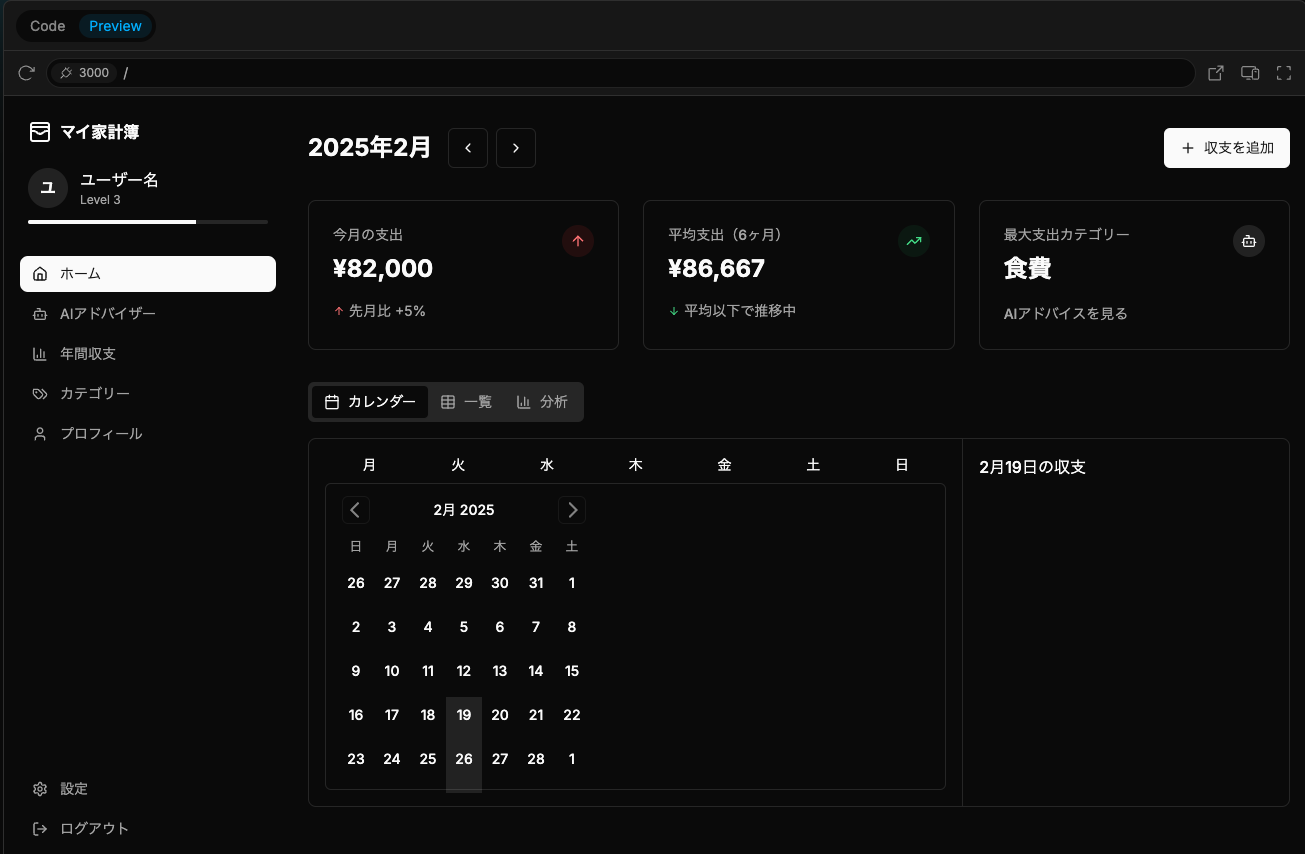 Code Preview
3000 /
マイ家計簿
ユ ユーザー名
Level 3
ホーム
AIアドバイザー
年間収支
カテゴリー
プロフィール
設定
ログアウト
2025年2月
収支を追加
今月の支出
¥82,000
先月比 +5%
平均支出（6ヶ月）
¥86,667
平均以下で推移中
最大支出カテゴリー
食費
AIアドバイスを見る
カレンダー 一覧 分析
月 火 水 木 金 土 日
2月 2025
日 月 火 水 木 金 土
26 27 28 29 30 31 1
2 3 4 5 6 7 8
9 10 11 12 13 14 15
16 17 18 19 20 21 22
23 24 25 26 27 28 1
2月19日の収支